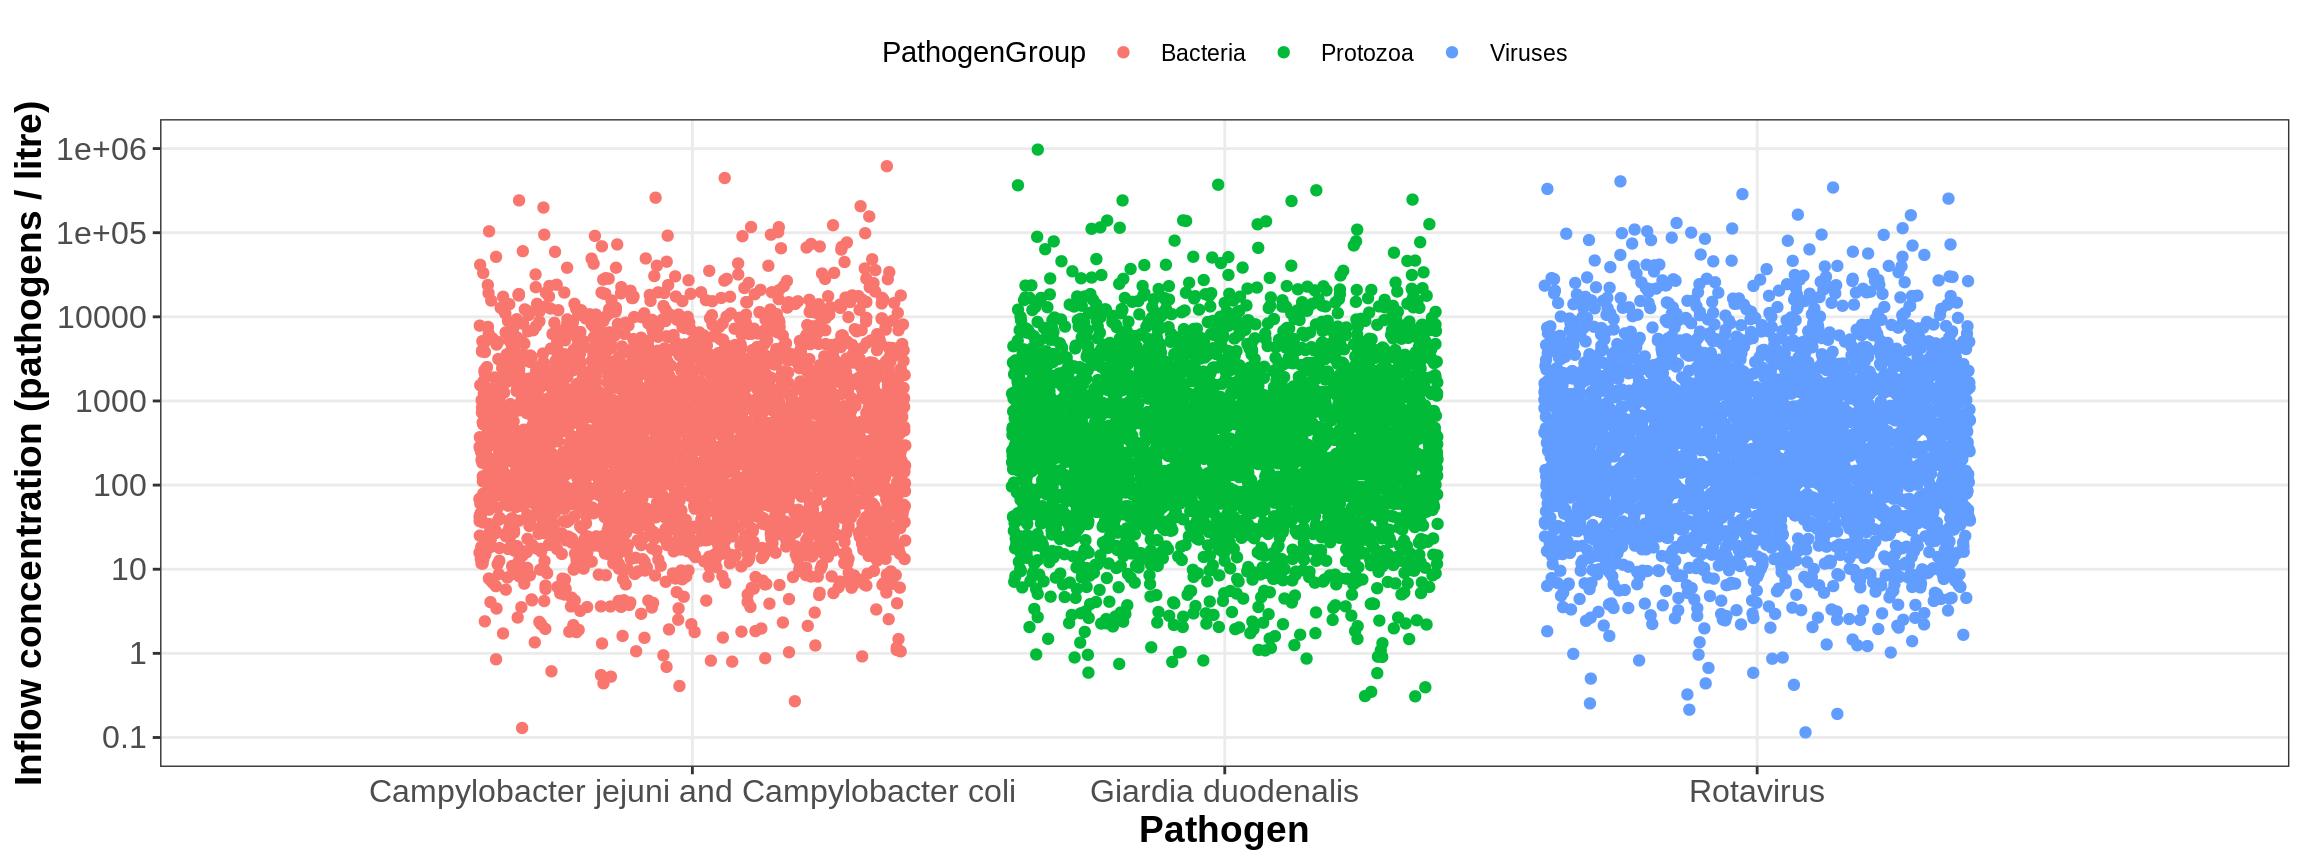 PathogenGroup Bacteria Protozoa Viruses
Inflow concentration (pathogens / litre)
1e+06
1e+05
10000
1000
100
10
1
0.1
Campylobacter jejuni and Campylobacter coli Giardia duodenalis Rotavirus
Pathogen